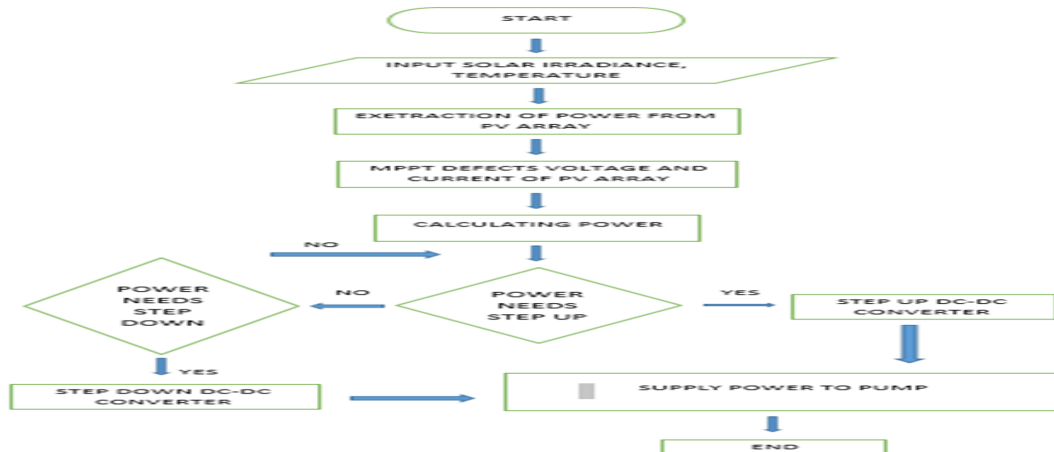 START
INPUT SOLAR IRRADIANCE,
TEMPERATURE
EXETRACTION OF POWER FROM
PV ARRAY
MPPT DEFECTS VOLTAGE AND
CURRENT OF PV ARRAY
CALCULATING POWER
NO
POWER
NEEDS
STEP
DOWN
NO
POWER
NEEDS
STEP UP
YES
STEP UP DC-DC
CONVERTER
YES
STEP DOWN DC-DC
CONVERTER
SUPPLY POWER TO PUMP
END